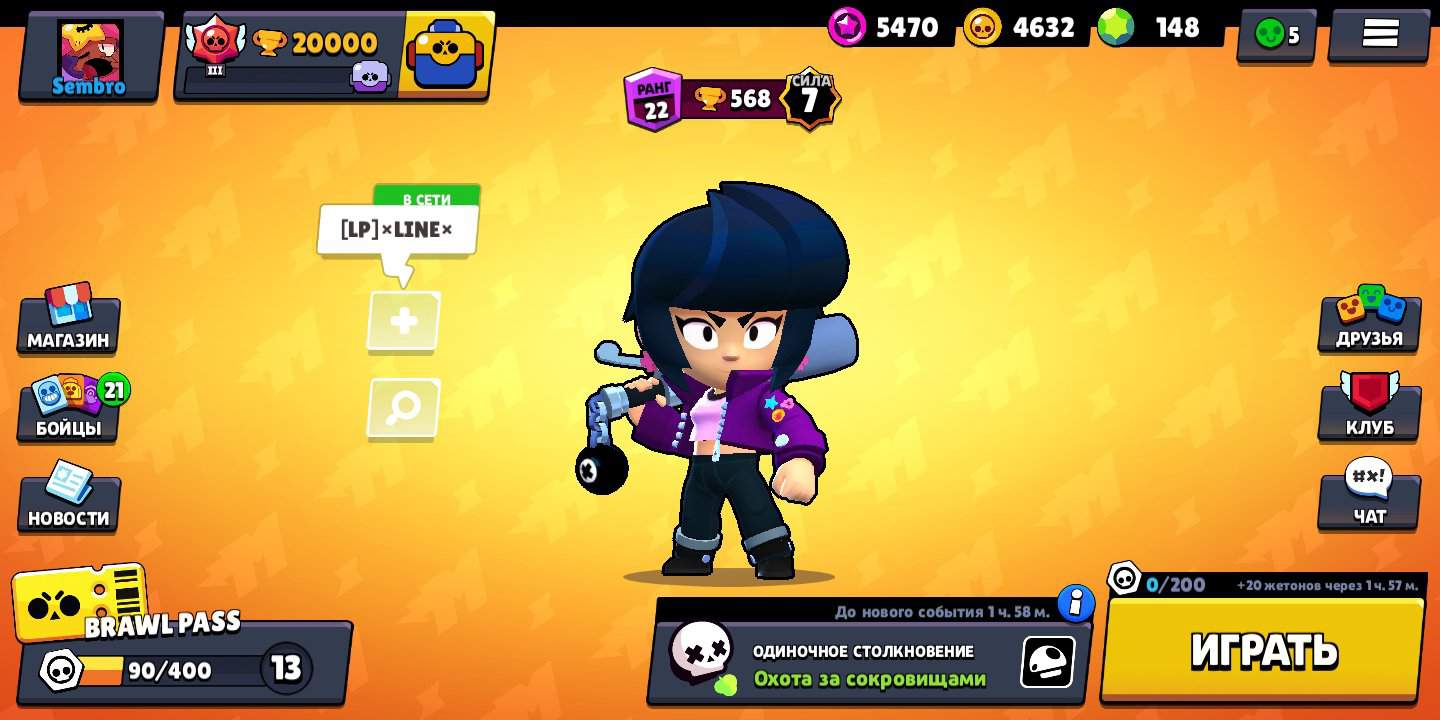 Sembro
III
20000
5470
4632
148
5
РАНГ
22
568
СИЛА
7
В СЕТИ
[LP]×LINE×
МАГАЗИН
21
БОЙЦЫ
НОВОСТИ
ДРУЗЬЯ
КЛУБ
#×!
ЧАТ
BRAWL PASS
90/400
13
До нового события 1 ч. 58 м.
i
ОДИНОЧНОЕ СТОЛКНОВЕНИЕ
Охота за сокровищами
0/200
+20 жетонов через 1 ч. 57 м.
ИГРАТЬ